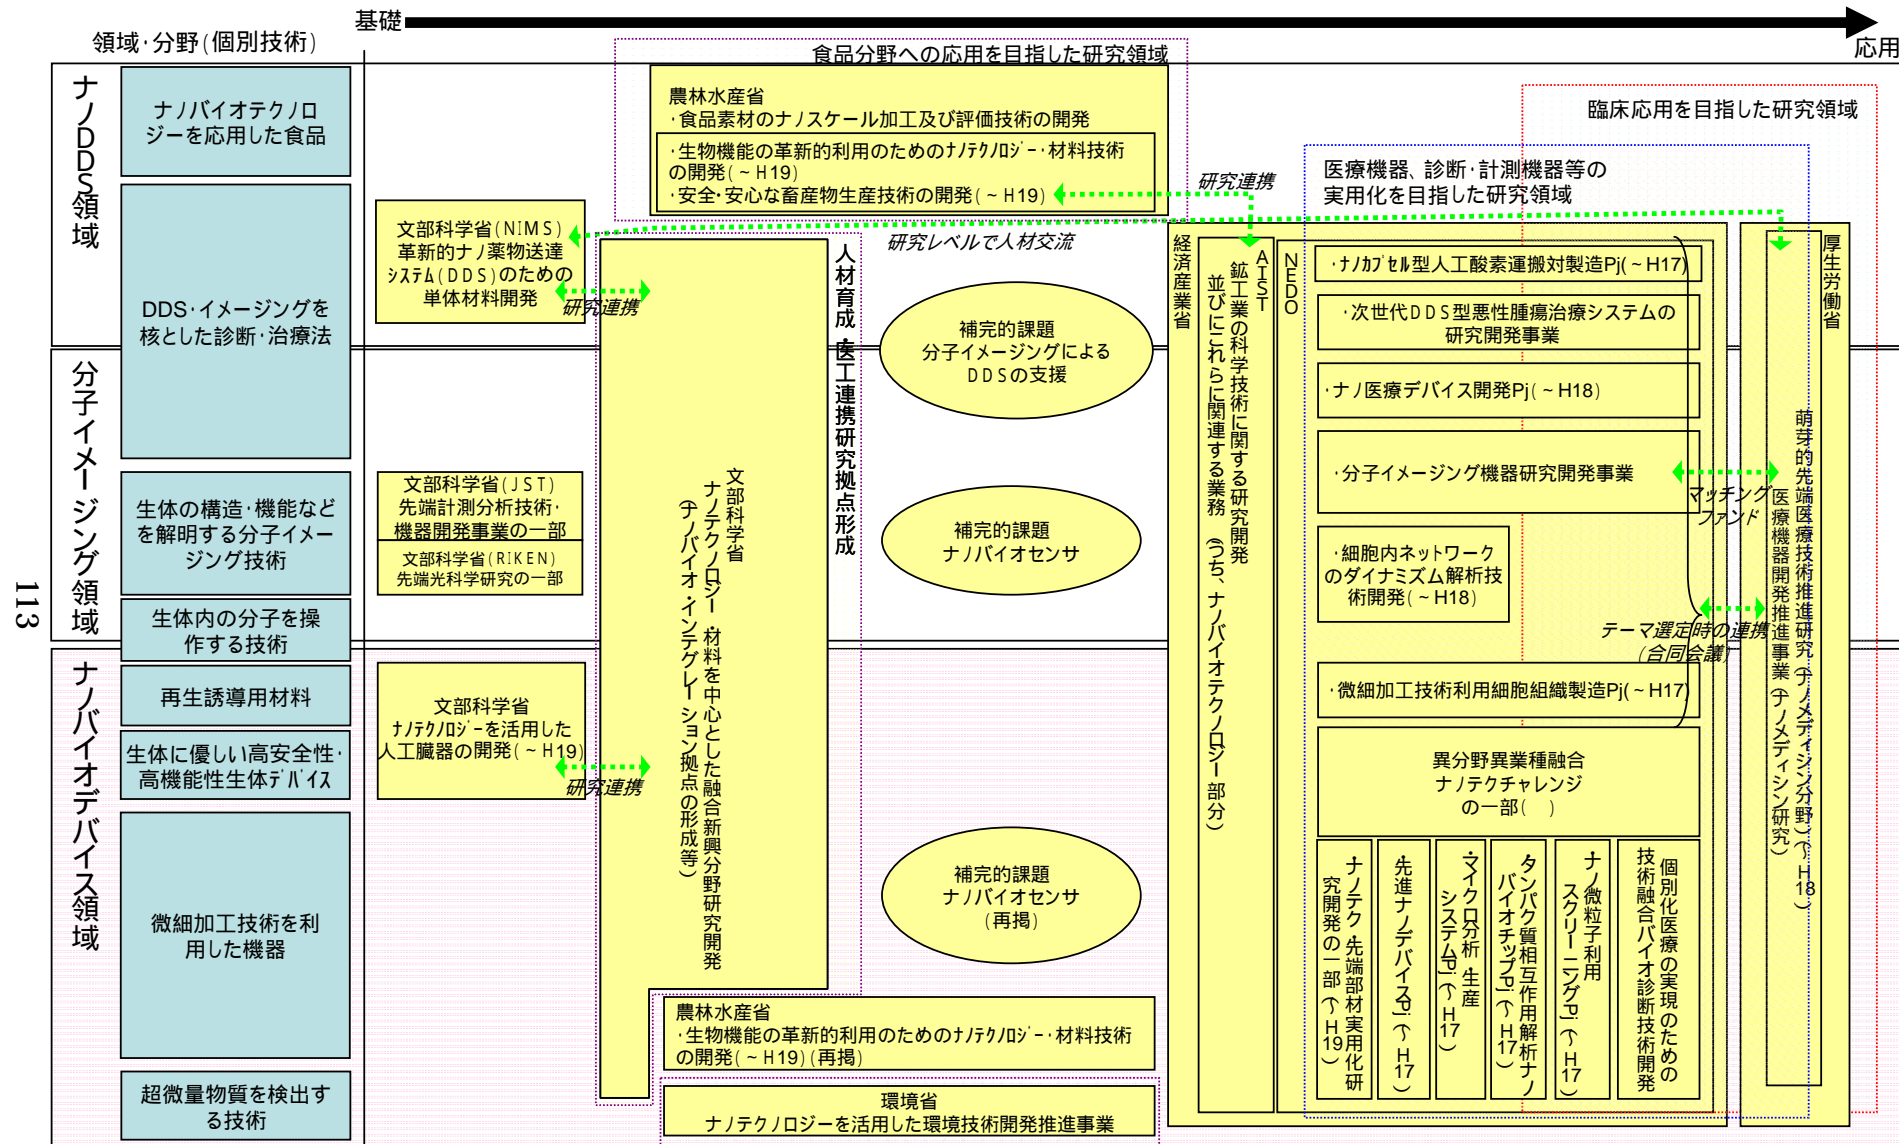 基礎
応用
領域･分野(個別技術)
食品分野への応用を目指した研究領域
臨床応用を目指した研究領域
医療機器、診断･計測機器等の
実用化を目指した研究領域
ナノDDS領域
分子イメージング領域
ナノバイオデバイス領域
ナノバイオテクノロ
ジーを応用した食品
DDS･イメージングを
核とした診断･治療法
生体の構造･機能など
を解明する分子イメー
ジング技術
生体内の分子を操
作する技術
再生誘導用材料
生体に優しい高安全性･
高機能性生体ﾃﾞﾊﾞｲｽ
微細加工技術を利
用した機器
超微量物質を検出す
る技術
農林水産省
･食品素材のナノスケール加工及び評価技術の開発
･生物機能の革新的利用のためのﾅﾉﾃｸﾉﾛｼﾞｰ･材料技術
の開発(~H19)
･安全･安心な畜産物生産技術の開発(~H19)
研究連携
研究レベルで人材交流
文部科学省(NIMS)
革新的ナノ薬物送達
ｼｽﾃﾑ(DDS)のための
単体材料開発
研究連携
文部科学省(JST)
先端計測分析技術･
機器開発事業の一部
文部科学省(RIKEN)
先端光科学研究の一部
文部科学省
ﾅﾉﾃｸﾉﾛｼﾞｰを活用した
人工臓器の開発(~H19)
研究連携
文部科学省
ナノテクノロジー･材料を中心とした融合新興分野研究開発
(ナノバイオ･インテグレーション拠点の形成等)
人材育成･医工連携研究拠点形成
補完的課題
分子イメージングによる
DDSの支援
補完的課題
ナノバイオセンサ
補完的課題
ナノバイオセンサ
(再掲)
農林水産省
･生物機能の革新的利用のためのﾅﾉﾃｸﾉﾛｼﾞｰ･材料技術
の開発(~H19)(再掲)
環境省
ナノテクノロジーを活用した環境技術開発推進事業
経済産業省
AIST
鉱工業の科学技術に関する研究開発
並びにこれらに関連する業務(うち、ナノバイオテクノロジー部分)
NEDO
･ﾅﾉｶﾌﾟｾﾙ型人工酸素運搬対製造Pj(~H17)
･次世代DDS型悪性腫瘍治療システムの
研究開発事業
･ナノ医療デバイス開発Pj(~H18)
･分子イメージング機器研究開発事業
･細胞内ネットワーク
のダイナミズム解析技
術開発(~H18)
･微細加工技術利用細胞組織製造Pj(~H17)
異分野異業種融合
ナノテクチャレンジ
の一部( )
ナノテク･先端部材実用化研
究開発の一部(~H19)
･先進ナノデバイスPj(~H17)
･マイクロ分析･生産
システムPj(~H17)
タンパク質相互作用解析ナノ
バイオチップPj(~H17)
ナノ微粒子利用
スクリーニングPj(~H17)
個別化医療の実現のための
技術融合バイオ診断技術開発
マッチング
ファンド
テーマ選定時の連携
(合同会議)
厚生労働省
萌芽的先端医療技術推進研究(ナノメディシン分野)(~H18)
医療機器開発推進事業(ナノメディシン研究)
113